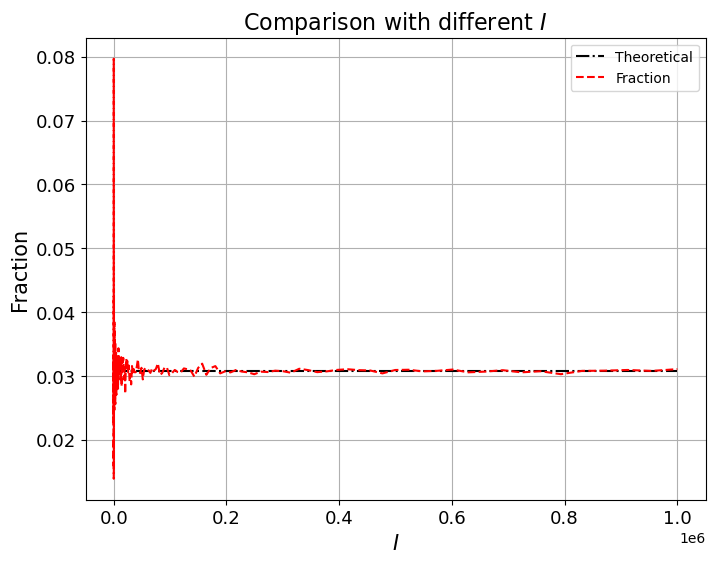 Comparison with different I
Theoretical
Fraction
0.08
0.07
0.06
0.05
0.04
0.03
0.02
Fraction
0.0 0.2 0.4 0.6 0.8 1.0
1e6
I